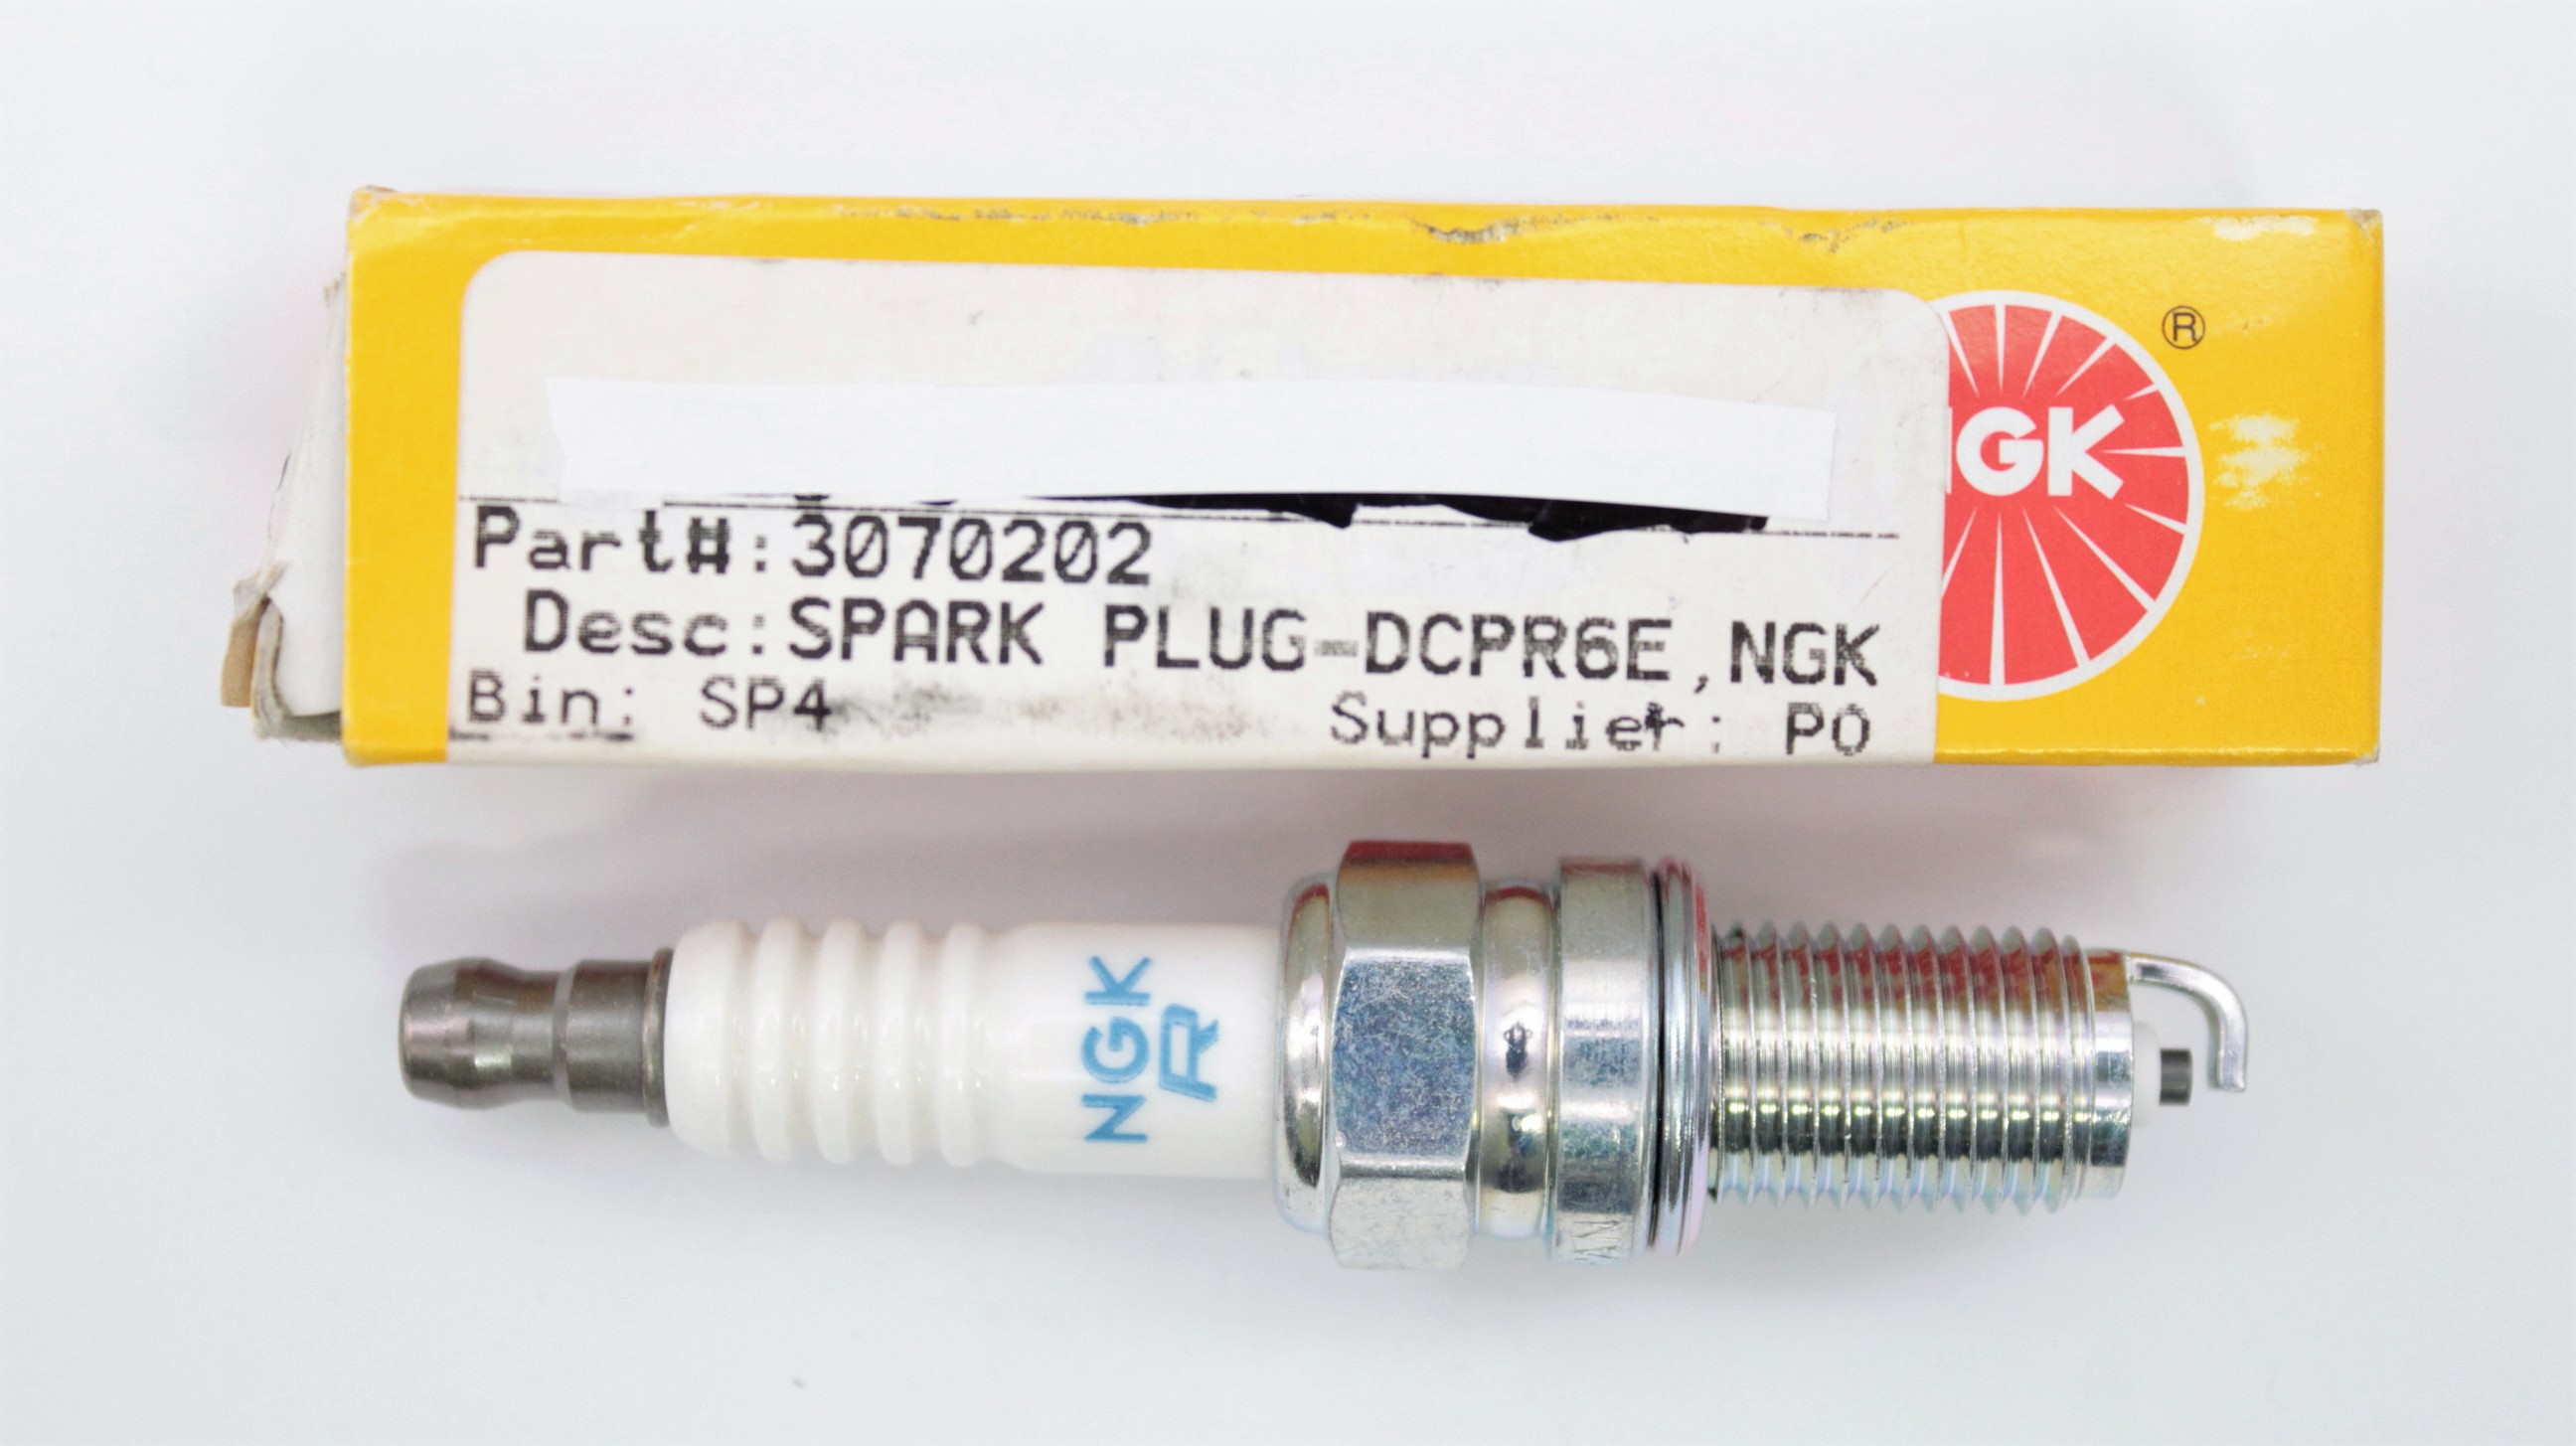 Part#:3070202
Desc:SPARK PLUG-DCPR6E,NGK
Bin: SP4 Supplier: PO
NGK
®
NGK
R